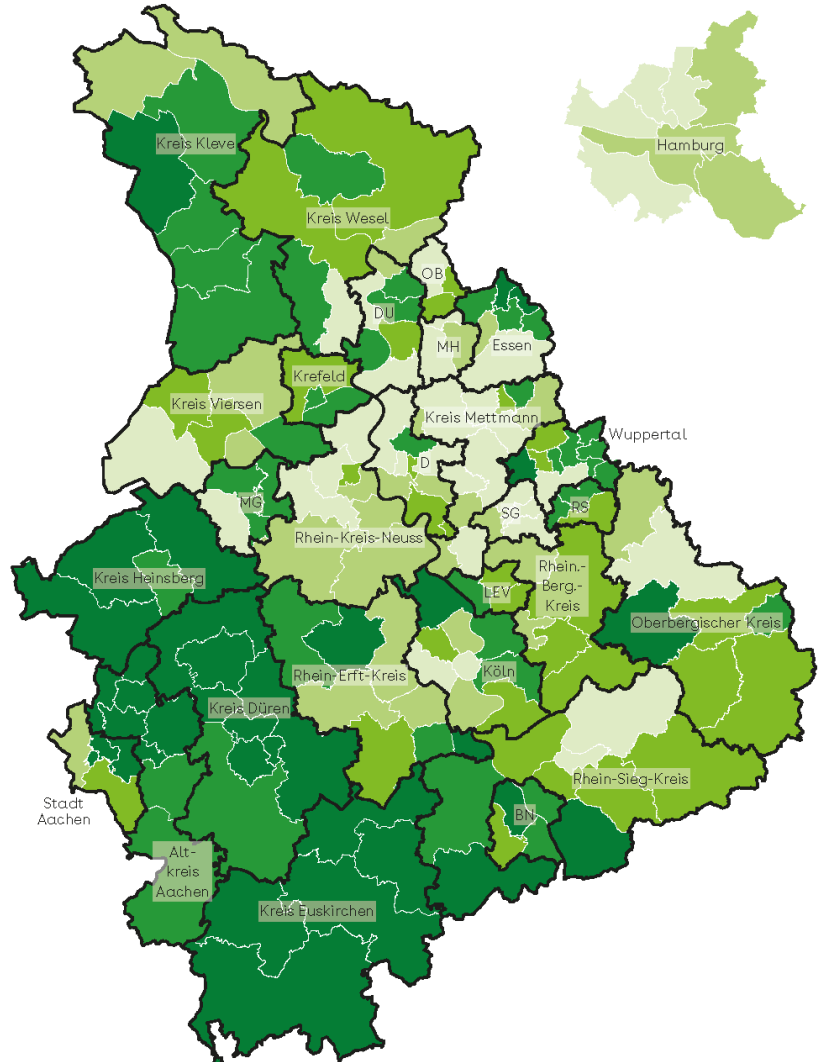 Kreis Kleve
Hamburg
Kreis Wesel
OB
DU
MH
Essen
Krefeld
Kreis Viersen
Kreis Mettmann
Wuppertal
D
MG
SG
RS
Rhein-Kreis-Neuss
Kreis Heinsberg
LEV
Rhein.-
Berg.-
Kreis
Oberbergischer Kreis
Rhein-Erft-Kreis
Köln
Kreis Düren
Rhein-Sieg-Kreis
Stadt
Aachen
BN
Alt-
kreis
Aachen
Kreis Euskirchen